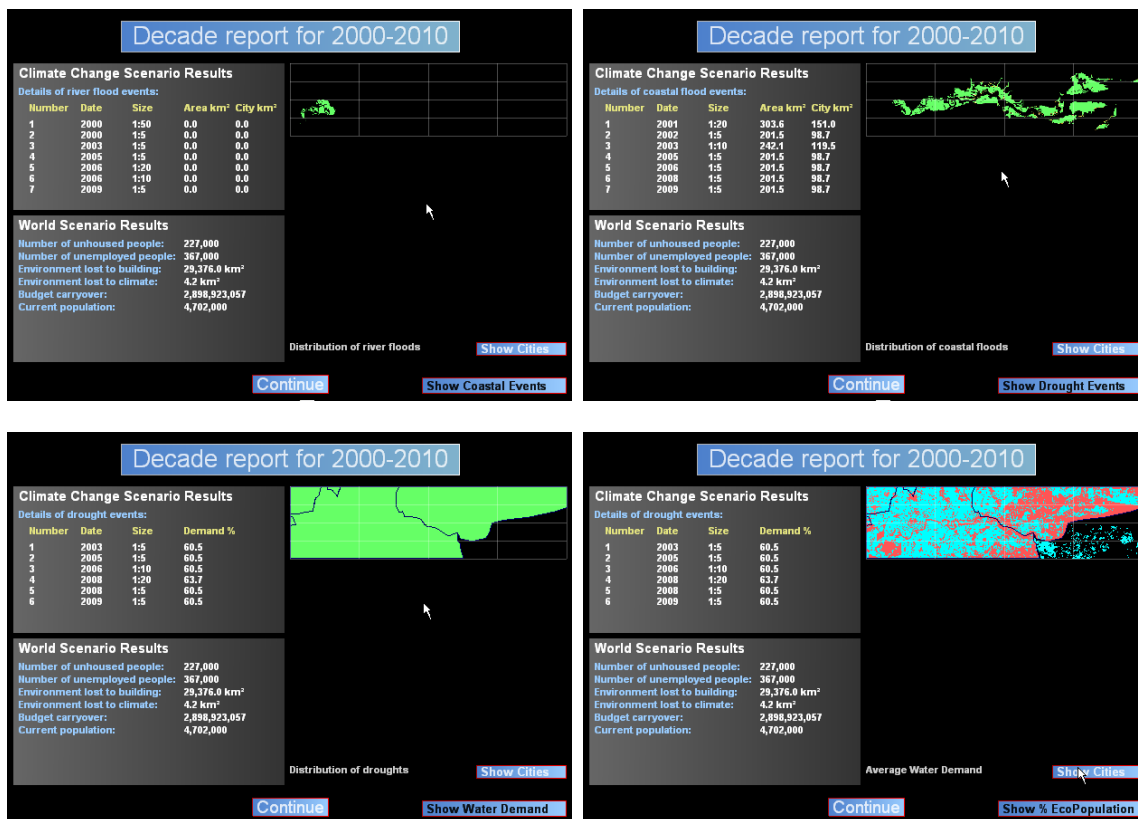 Decade report for 2000-2010
Climate Change Scenario Results
Details of river flood events:
Number Date Size Area km² City km²
1 2000 1:50 0.0 0.0
2 2000 1:5 0.0 0.0
3 2003 1:5 0.0 0.0
4 2005 1:5 0.0 0.0
5 2006 1:20 0.0 0.0
6 2006 1:10 0.0 0.0
7 2009 1:5 0.0 0.0
World Scenario Results
Number of unhoused people: 227,000
Number of unemployed people: 367,000
Environment lost to building: 29,376.0 km²
Environment lost to climate: 4.2 km²
Budget carryover: 2,898,923,057
Current population: 4,702,000
Distribution of river floods
Show Cities
Continue
Show Coastal Events
Decade report for 2000-2010
Climate Change Scenario Results
Details of coastal flood events:
Number Date Size Area km² City km²
1 2001 1:20 303.6 151.0
2 2002 1:5 201.5 98.7
3 2003 1:10 242.1 119.5
4 2005 1:5 201.5 98.7
5 2006 1:5 201.5 98.7
6 2008 1:5 201.5 98.7
7 2009 1:5 201.5 98.7
World Scenario Results
Number of unhoused people: 227,000
Number of unemployed people: 367,000
Environment lost to building: 29,376.0 km²
Environment lost to climate: 4.2 km²
Budget carryover: 2,898,923,057
Current population: 4,702,000
Distribution of coastal floods
Show Cities
Continue
Show Drought Events
Decade report for 2000-2010
Climate Change Scenario Results
Details of drought events:
Number Date Size Demand %
1 2003 1:5 60.5
2 2005 1:5 60.5
3 2006 1:10 60.5
4 2008 1:20 63.7
5 2008 1:5 60.5
6 2009 1:5 60.5
World Scenario Results
Number of unhoused people: 227,000
Number of unemployed people: 367,000
Environment lost to building: 29,376.0 km²
Environment lost to climate: 4.2 km²
Budget carryover: 2,898,923,057
Current population: 4,702,000
Distribution of droughts
Show Cities
Continue
Show Water Demand
Decade report for 2000-2010
Climate Change Scenario Results
Details of drought events:
Number Date Size Demand %
1 2003 1:5 60.5
2 2005 1:5 60.5
3 2006 1:10 60.5
4 2008 1:20 63.7
5 2008 1:5 60.5
6 2009 1:5 60.5
World Scenario Results
Number of unhoused people: 227,000
Number of unemployed people: 367,000
Environment lost to building: 29,376.0 km²
Environment lost to climate: 4.2 km²
Budget carryover: 2,898,923,057
Current population: 4,702,000
Average Water Demand
Show Cities
Continue
Show % EcoPopulation